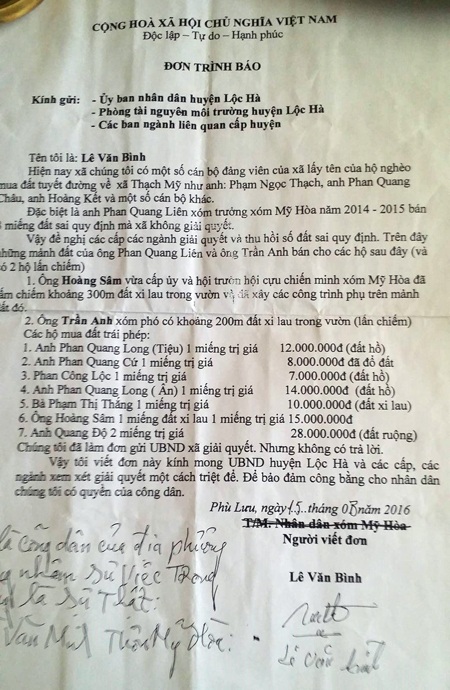 CỘNG HOÀ XÃ HỘI CHỦ NGHĨA VIỆT NAM
Độc lập – Tự do – Hạnh phúc
ĐƠN TRÌNH BÁO
Kính gửi: - Ủy ban nhân dân huyện Lộc Hà
- Phòng tài nguyên môi trường huyện Lộc Hà
- Các ban ngành liên quan cấp huyện
Tên tôi là: Lê Văn Bình
Hiện nay xã chúng tôi có một số cán bộ đảng viên của xã lấy tên của hộ nghèo
mua đất tuyết đường về xã Thạch Mỹ như anh: Phạm Ngọc Thạch, anh Phan Quang
Châu, anh Hoàng Kết và một số cán bộ khác.
Đặc biệt là anh Phan Quang Liên xóm trưởng xóm Mỹ Hòa năm 2014 - 2015 bán
miếng đất sai quy định mà xã không giải quyết.
Vậy đề nghị các cấp các ngành giải quyết và thu hồi số đất sai quy định. Trên đây
những mảnh đất của ông Phan Quang Liên và ông Trần Anh bán cho các hộ sau đây (và
có 2 hộ lấn chiếm)
1. Ông Hoàng Sâm vừa cấp ủy và hội trưởn hội cựu chiến minh xóm Mỹ Hòa đã
lấn chiếm khoảng 300m đất xi lau trong vườn và đã xây các công trình phụ trên mảnh
đất đó.
2. Ông Trần Anh xóm phó có khoảng 200m đất xi lau trong vườn (lân chiếm)
Các hộ mua đất trái phép:
1. Anh Phan Quang Long (Tiệu) 1 miếng trị giá 12.000.000đ (đất hồ)
2. Anh Phan Quang Cử 1 miếng trị giá 8.000.000đ đã đổ đất
3. Phan Công Lộc 1 miếng trị giá 7.000.000đ (đất hồ)
4. Anh Phan Quang Long ( Ân) 1 miếng trị giá 14.000.000đ (đất hồ)
5. Bà Phạm Thị Thắng 1 miếng trị giá 10.000.000đ (đất xi lau)
6. Ông Hoàng Sâm 1 miếng đất xi lau 1 miếng trị giá 15.000.000đ
7. Anh Quang Độ 2 miếng trị giá 28.000.000đ (đất ruộng)
Chúng tôi đã làm đơn gửi UBND xã giải quyết. Nhưng không có trả lời.
Vậy tôi viết đơn này kính mong UBND huyện Lộc Hà và các cấp, các
ngành xem xét giải quyết một cách triệt để. Để bảo đảm công bằng cho nhân dân
chúng tôi có quyền của công dân.
Phù Lưu, ngày 15..tháng 08 năm 2016
T/M. Nhân dân xóm Mỹ Hòa
Người viết đơn
Lê Văn Bình
là công dân của địa phương
nhâm Sự Việc Trong
là Sự Thật:
Văn Thôn Mỹ Hòa:
Lê Văn Bình